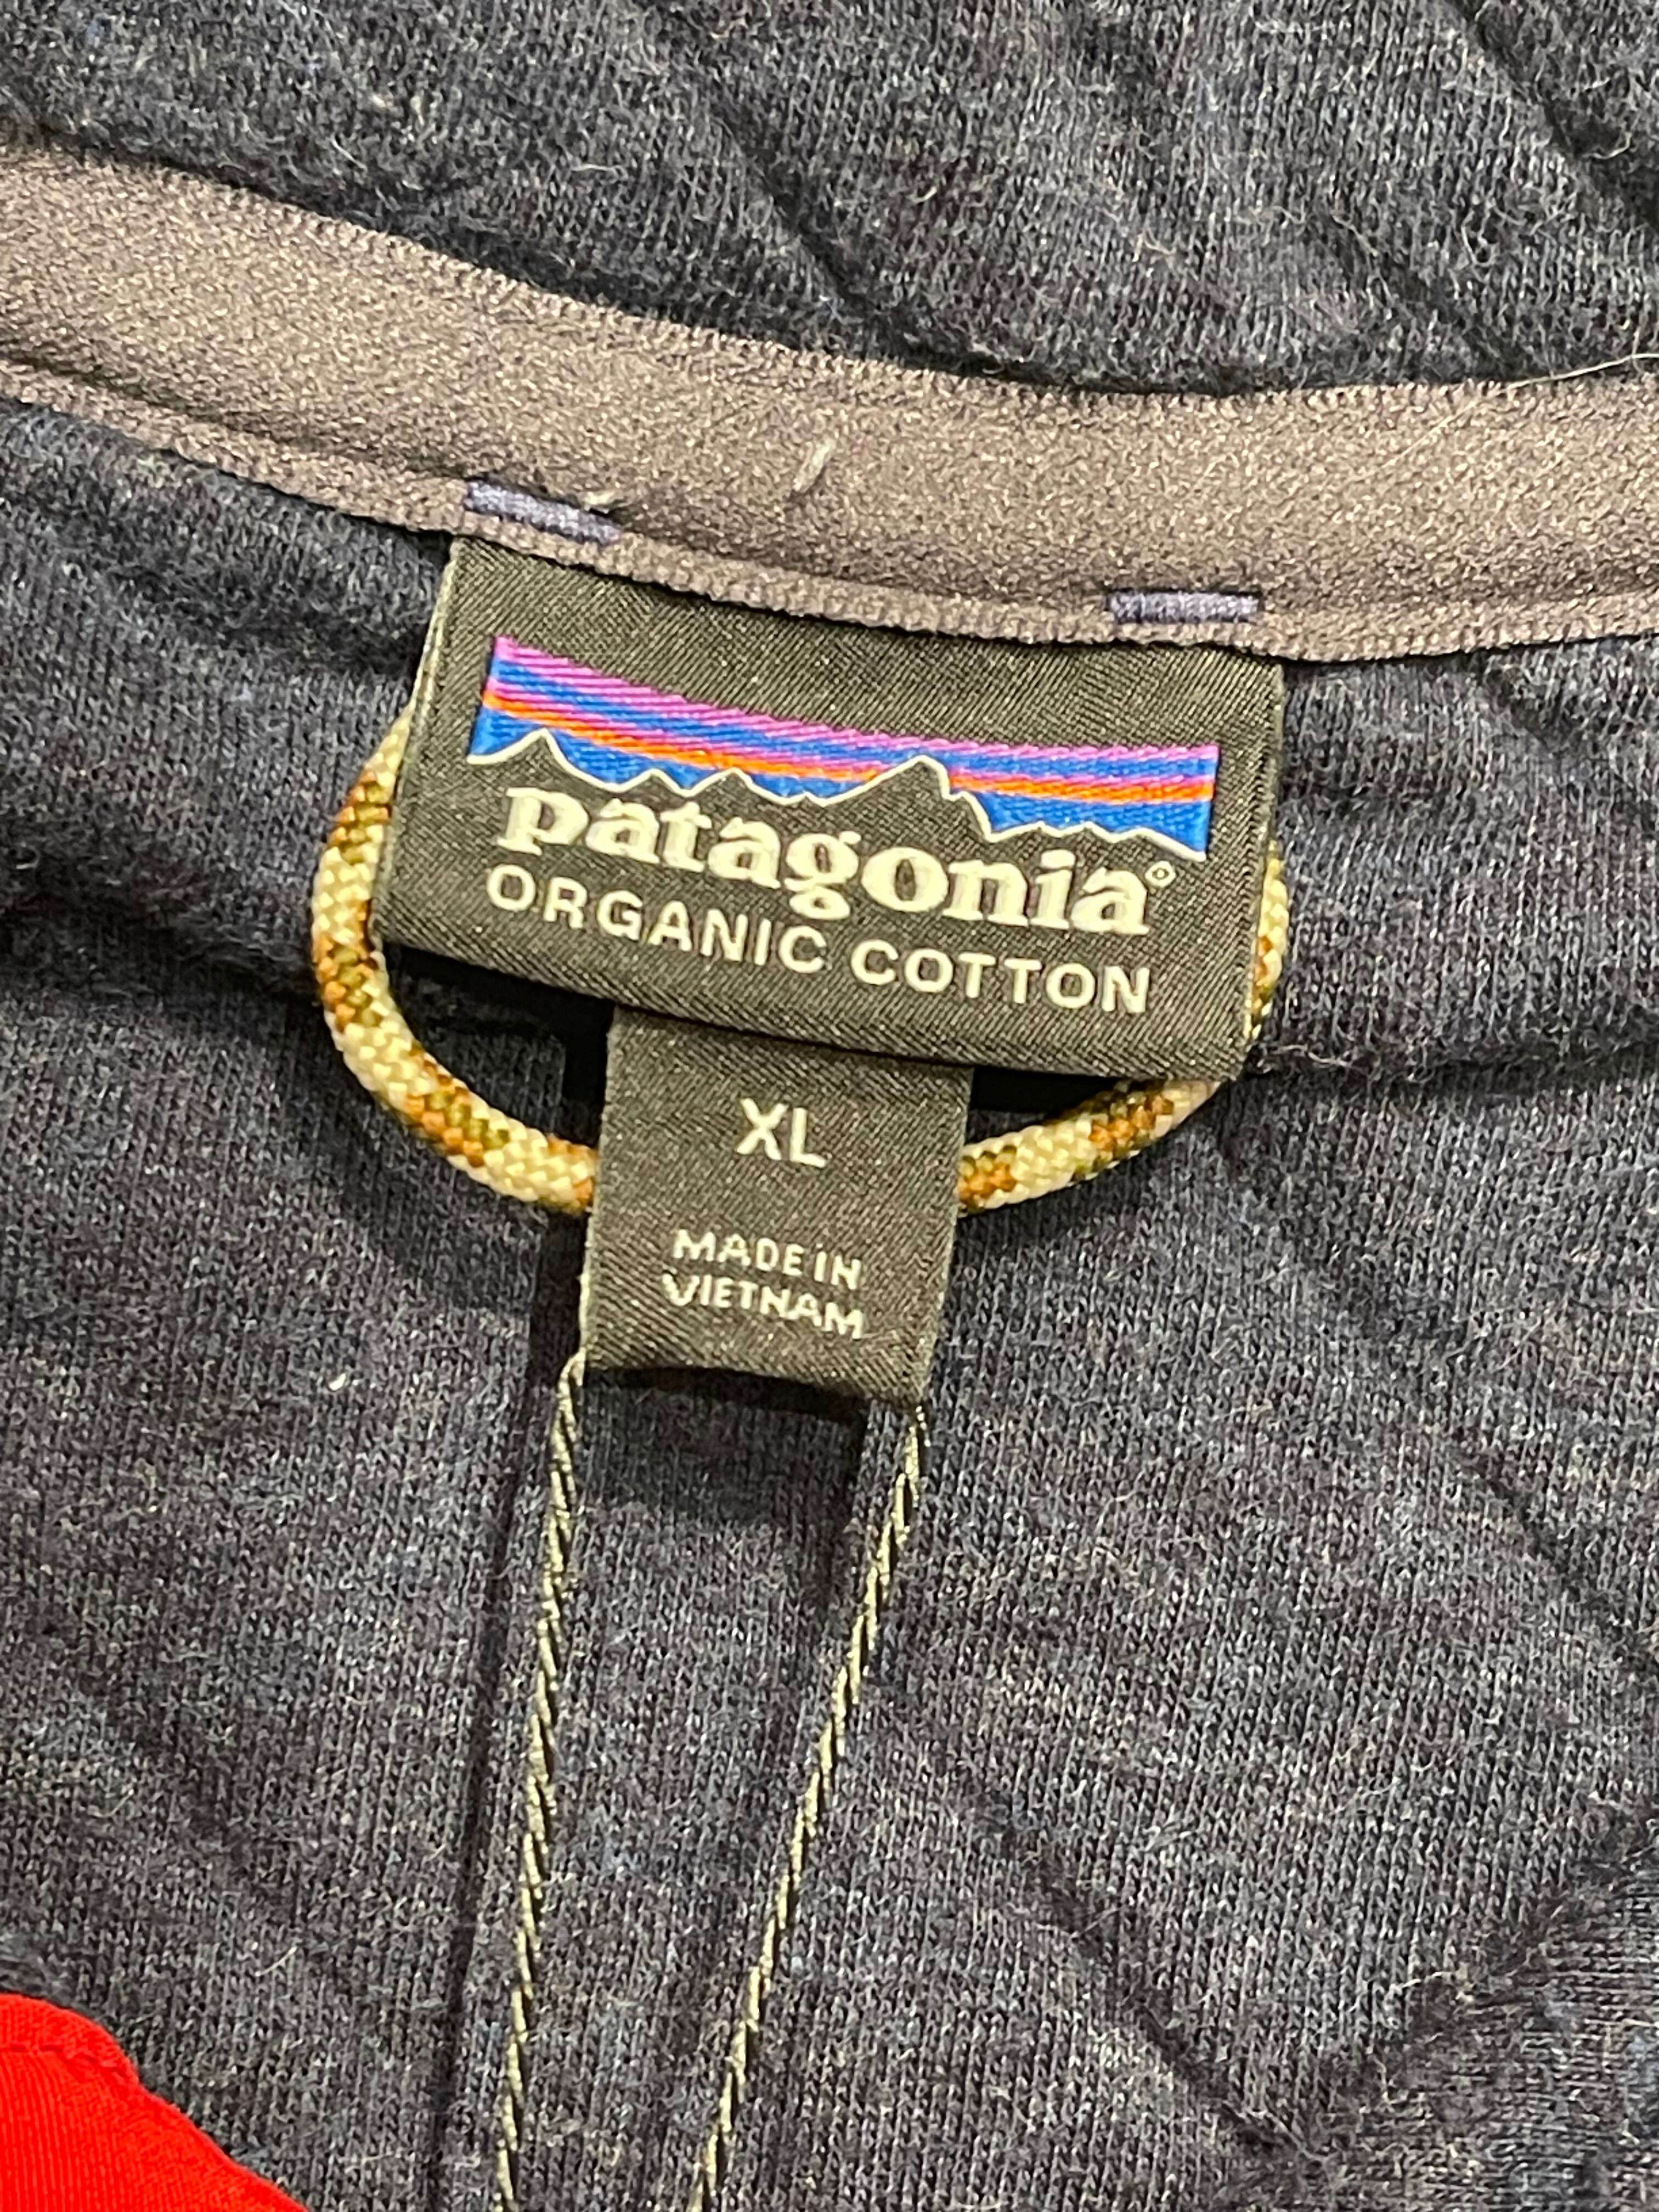 patagonia®
ORGANIC COTTON
XL
MADE IN
VIETNAM